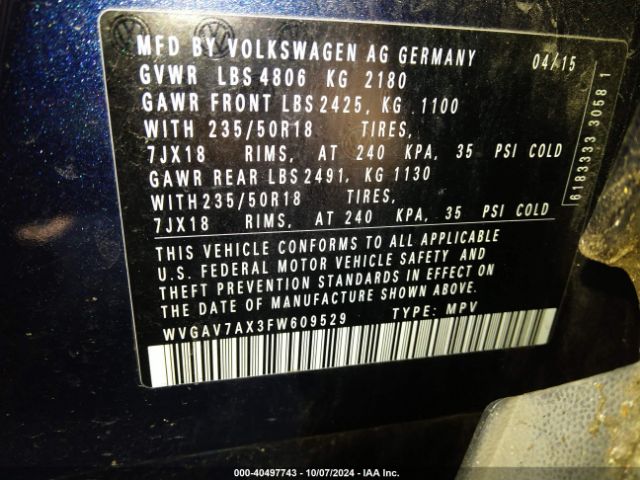 MFD BY VOLKSWAGEN AG GERMANY 04/15
GVWR LBS 4806 KG 2180
GAWR FRONT LBS 2425, KG 1100
WITH 235/50R18 TIRES,
7JX18 RIMS, AT 240 KPA, 35 PSI COLD
GAWR REAR LBS 2491, KG 1130
WITH 235/50R18 TIRES,
7JX18 RIMS, AT 240 KPA, 35 PSI COLD
THIS VEHICLE CONFORMS TO ALL APPLICABLE
U.S. FEDERAL MOTOR VEHICLE SAFETY AND
THEFT PREVENTION STANDARDS IN EFFECT ON
THE DATE OF MANUFACTURE SHOWN ABOVE.
WVGAV7AX3FW609529 TYPE: MPV
6183333 3058 1
000-40497743 - 10/07/2024 - IAA Inc.